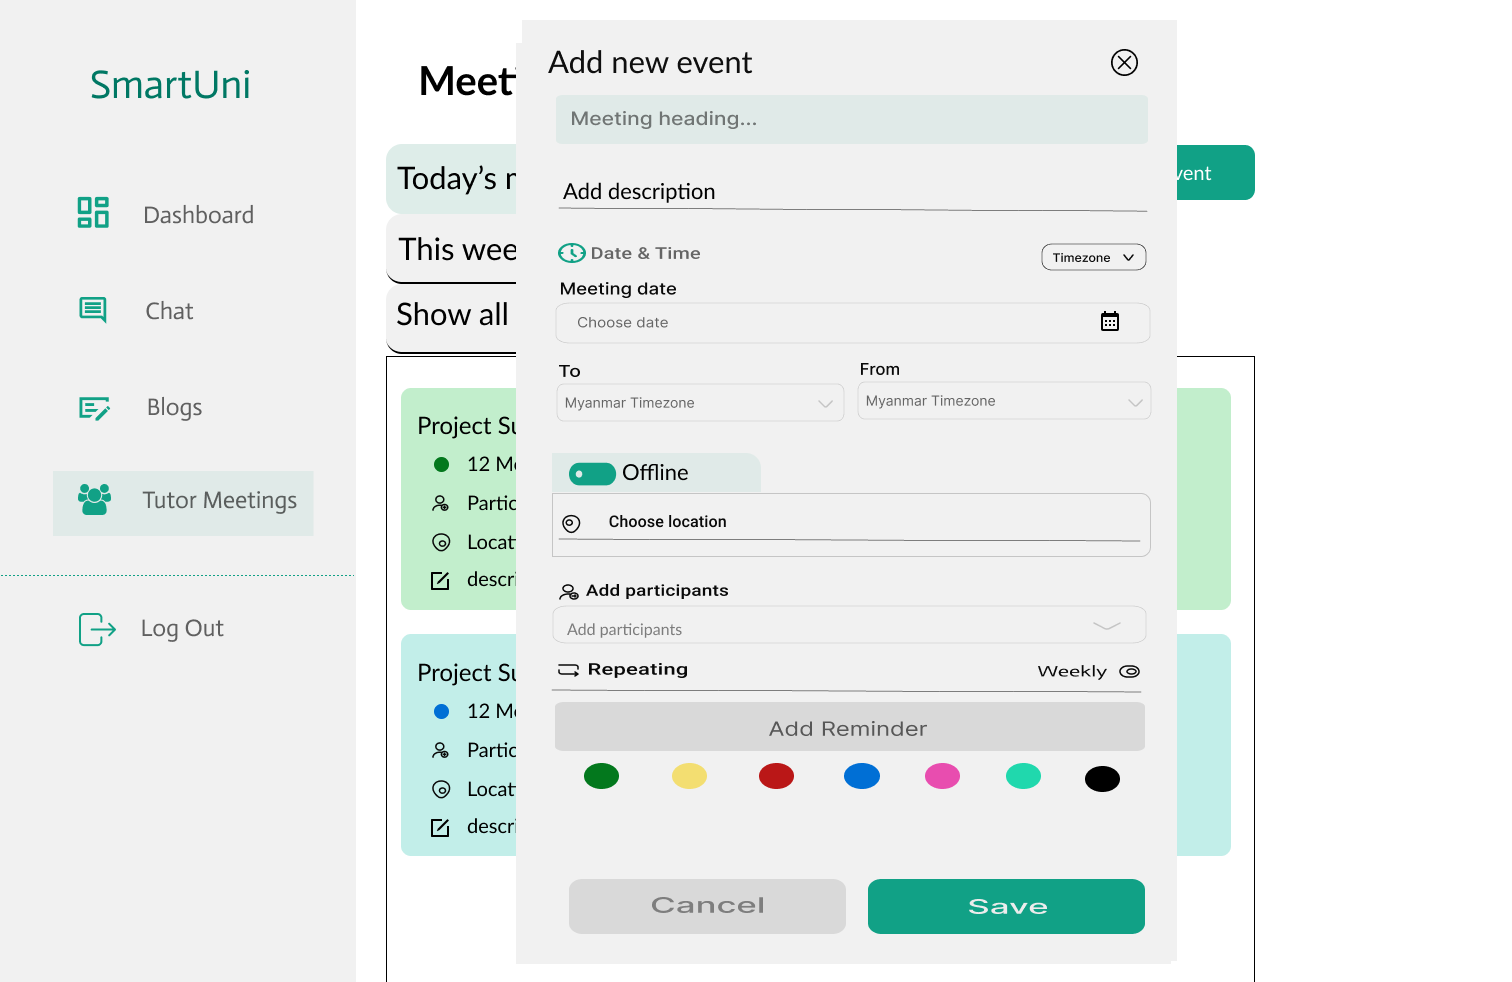 SmartUni
Dashboard
Chat
Blogs
Tutor Meetings
Log Out
Today's
This wee
Show all
vent
Project Su
12 M
Partic
Locat
descri
Project Su
12 M
Partic
Locat
descri
Add new event
Meeting heading...
Add description
Date & Time
Timezone
Meeting date
Choose date
To
From
Myanmar Timezone
Myanmar Timezone
Offline
Choose location
Add participants
Add participants
Repeating
Weekly
Add Reminder
Cancel
Save